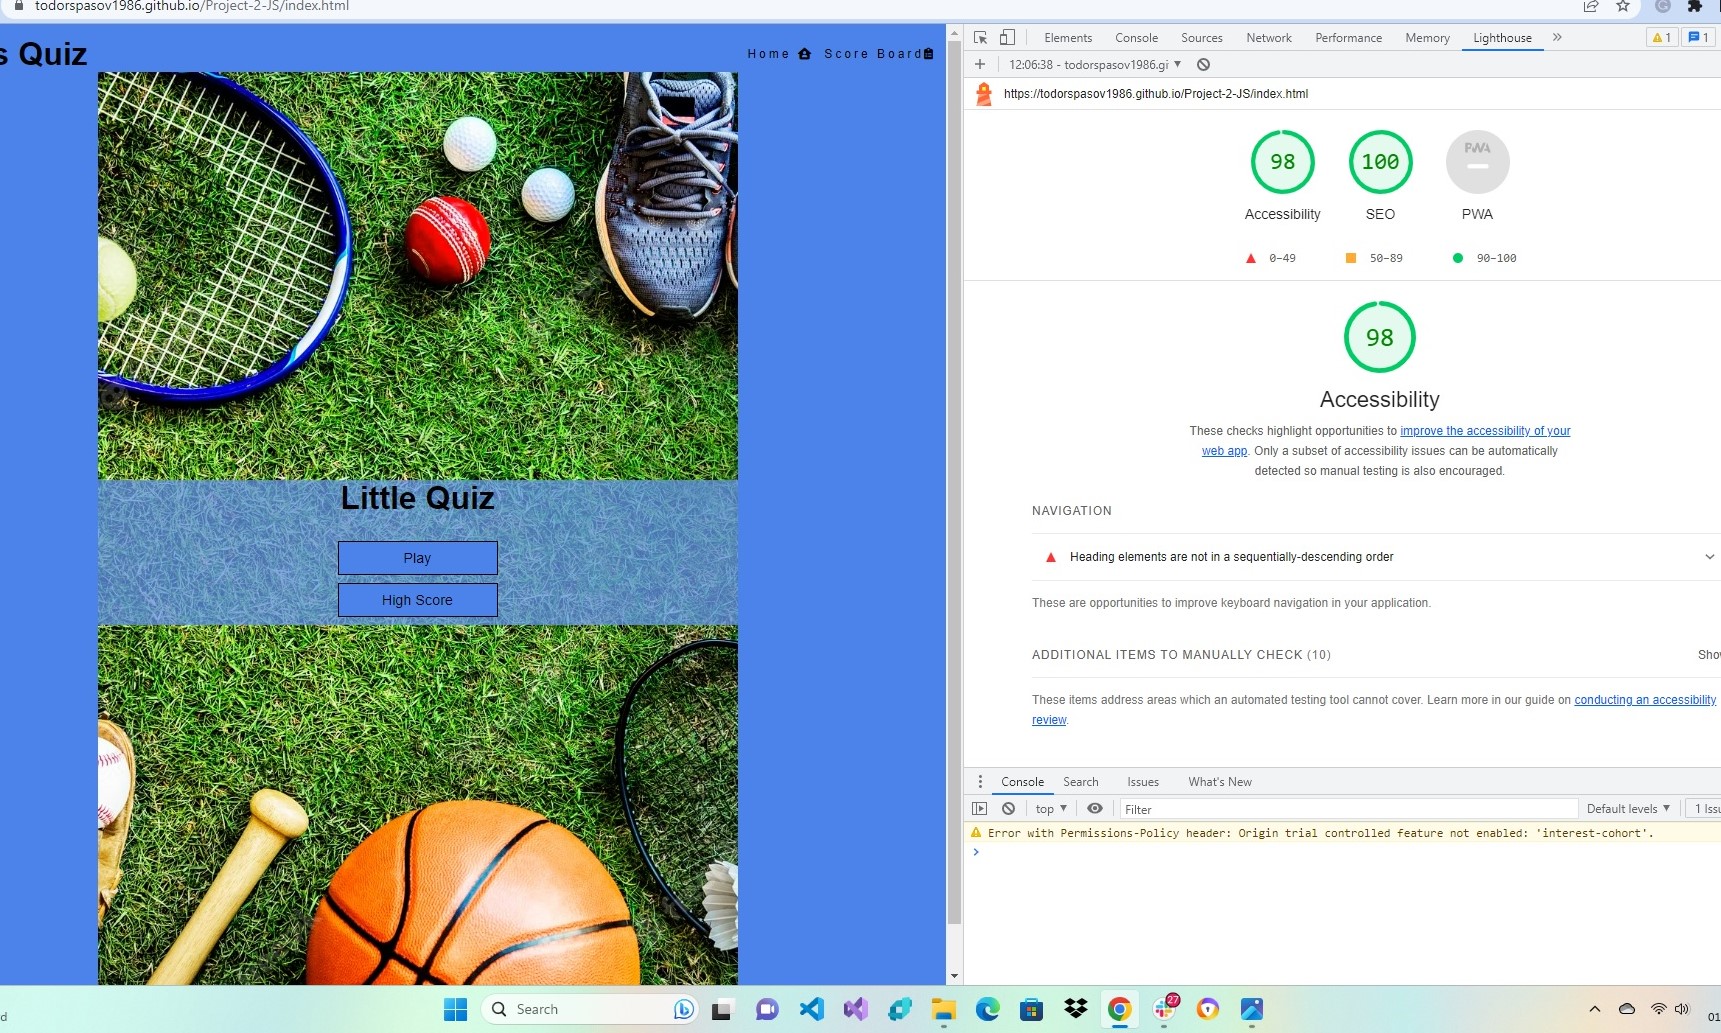 todorspasov1986.github.io/Project-2-JS/index.html
s Quiz
Home Score Board
Little Quiz
Play
High Score
Elements Console Sources Network Performance Memory Lighthouse » 1 1
+ 12:06:38 - todorspasov1986.gi
https://todorspasov1986.github.io/Project-2-JS/index.html
98 100 PWA
Accessibility SEO PWA
0–49 50–89 90–100
98
Accessibility
These checks highlight opportunities to improve the accessibility of your
web app. Only a subset of accessibility issues can be automatically
detected so manual testing is also encouraged.
NAVIGATION
Heading elements are not in a sequentially-descending order
These are opportunities to improve keyboard navigation in your application.
ADDITIONAL ITEMS TO MANUALLY CHECK (10) Show
These items address areas which an automated testing tool cannot cover. Learn more in our guide on conducting an accessibility
review.
Console Search Issues What's New
top Filter Default levels 1 Issu
Error with Permissions-Policy header: Origin trial controlled feature not enabled: 'interest-cohort'.
>
d
Search
27
01